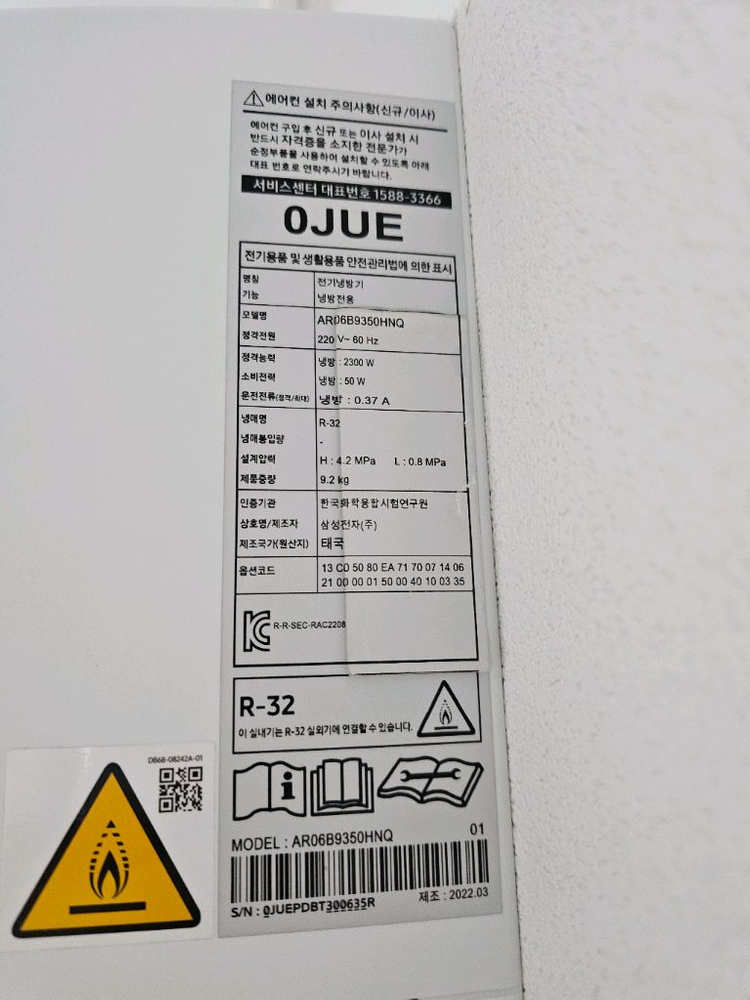 에어컨 설치 주의사항(신규/이사)
에어컨 구입 후 신규 또는 이사 설치 시
반드시 자격증을 소지한 전문가가
순정부품을 사용하여 설치할 수 있도록 아래
대표 번호로 연락주시기 바랍니다.
서비스센터 대표번호 1588-3366
0JUE
전기용품 및 생활용품 안전관리법에 의한 표시
명칭 전기냉방기
기능 냉방전용
모델명 AR06B9350HNQ
정격전원 220 V~ 60 Hz
정격능력 냉방 : 2300 W
소비전력 냉방 : 50 W
운전전류(정격/최대) 냉방 : 0.37 A
냉매명 R-32
냉매봉입량 -
설계압력 H : 4.2 MPa L : 0.8 MPa
제품중량 9.2 kg
인증기관 한국화학융합시험연구원
상호명/제조자 삼성전자(주)
제조국가(원산지) 태국
옵션코드 13 C0 50 80 EA 71 70 07 14 06
21 00 00 01 50 00 40 10 03 35
R-R-SEC-RAC2208
R-32
이 실내기는 R-32 실외기에 연결할 수 있습니다.
DB68-08242A-01
MODEL : AR06B9350HNQ 01
S/N : 0JUEPDBT300635R 제조 : 2022.03